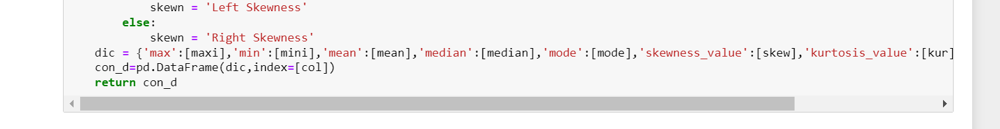 skewn = 'Left Skewness'
else:
skewn = 'Right Skewness'
dic = {'max':[maxi],'min':[mini],'mean':[mean],'median':[median],'mode':[mode],'skewness_value':[skew],'kurtosis_value':[kur]
con_d=pd.DataFrame(dic,index=[col])
return con_d